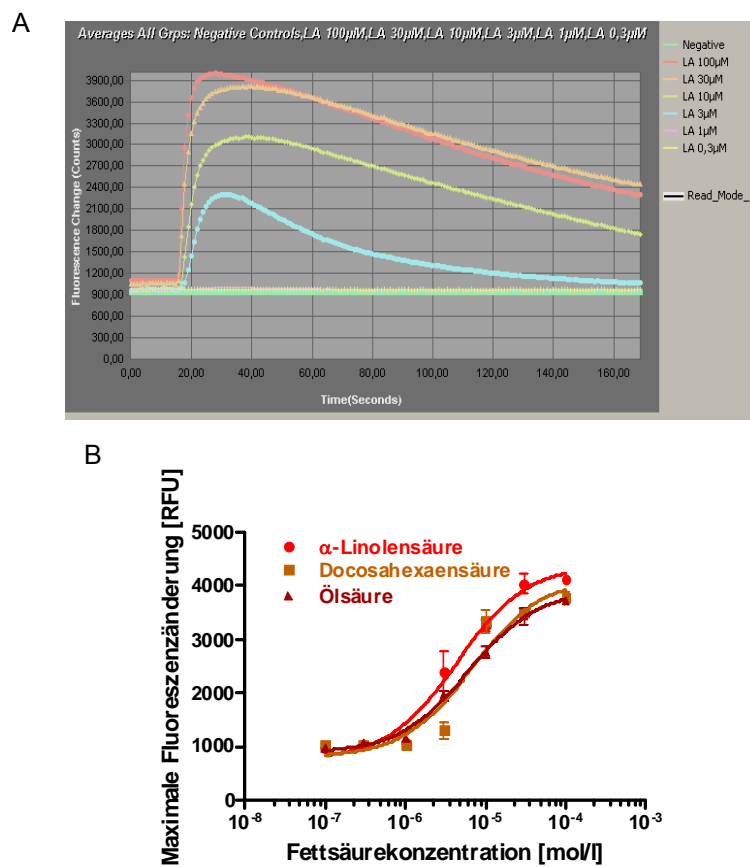 A
Averages All Grps: Negative Controls,LA 100µM,LA 30µM,LA 10µM,LA 3µM,LA 1µM,LA 0,3µM
Fluorescence Change (Counts)
3900,00
3600,00
3300,00
3000,00
2700,00
2400,00
2100,00
1800,00
1500,00
1200,00
900,00
600,00
300,00
0,00
0,00 20,00 40,00 60,00 80,00 100,00 120,00 140,00 160,00
Time(Seconds)
Negative
LA 100µM
LA 30µM
LA 10µM
LA 3µM
LA 1µM
LA 0,3µM
Read_Mode_
B
Maximale Fluoreszenzänderung [RFU]
5000
4000
3000
2000
1000
0
α-Linolensäure
Docosahexaensäure
Ölsäure
10⁻⁸ 10⁻⁷ 10⁻⁶ 10⁻⁵ 10⁻⁴ 10⁻³
Fettsäurekonzentration [mol/l]